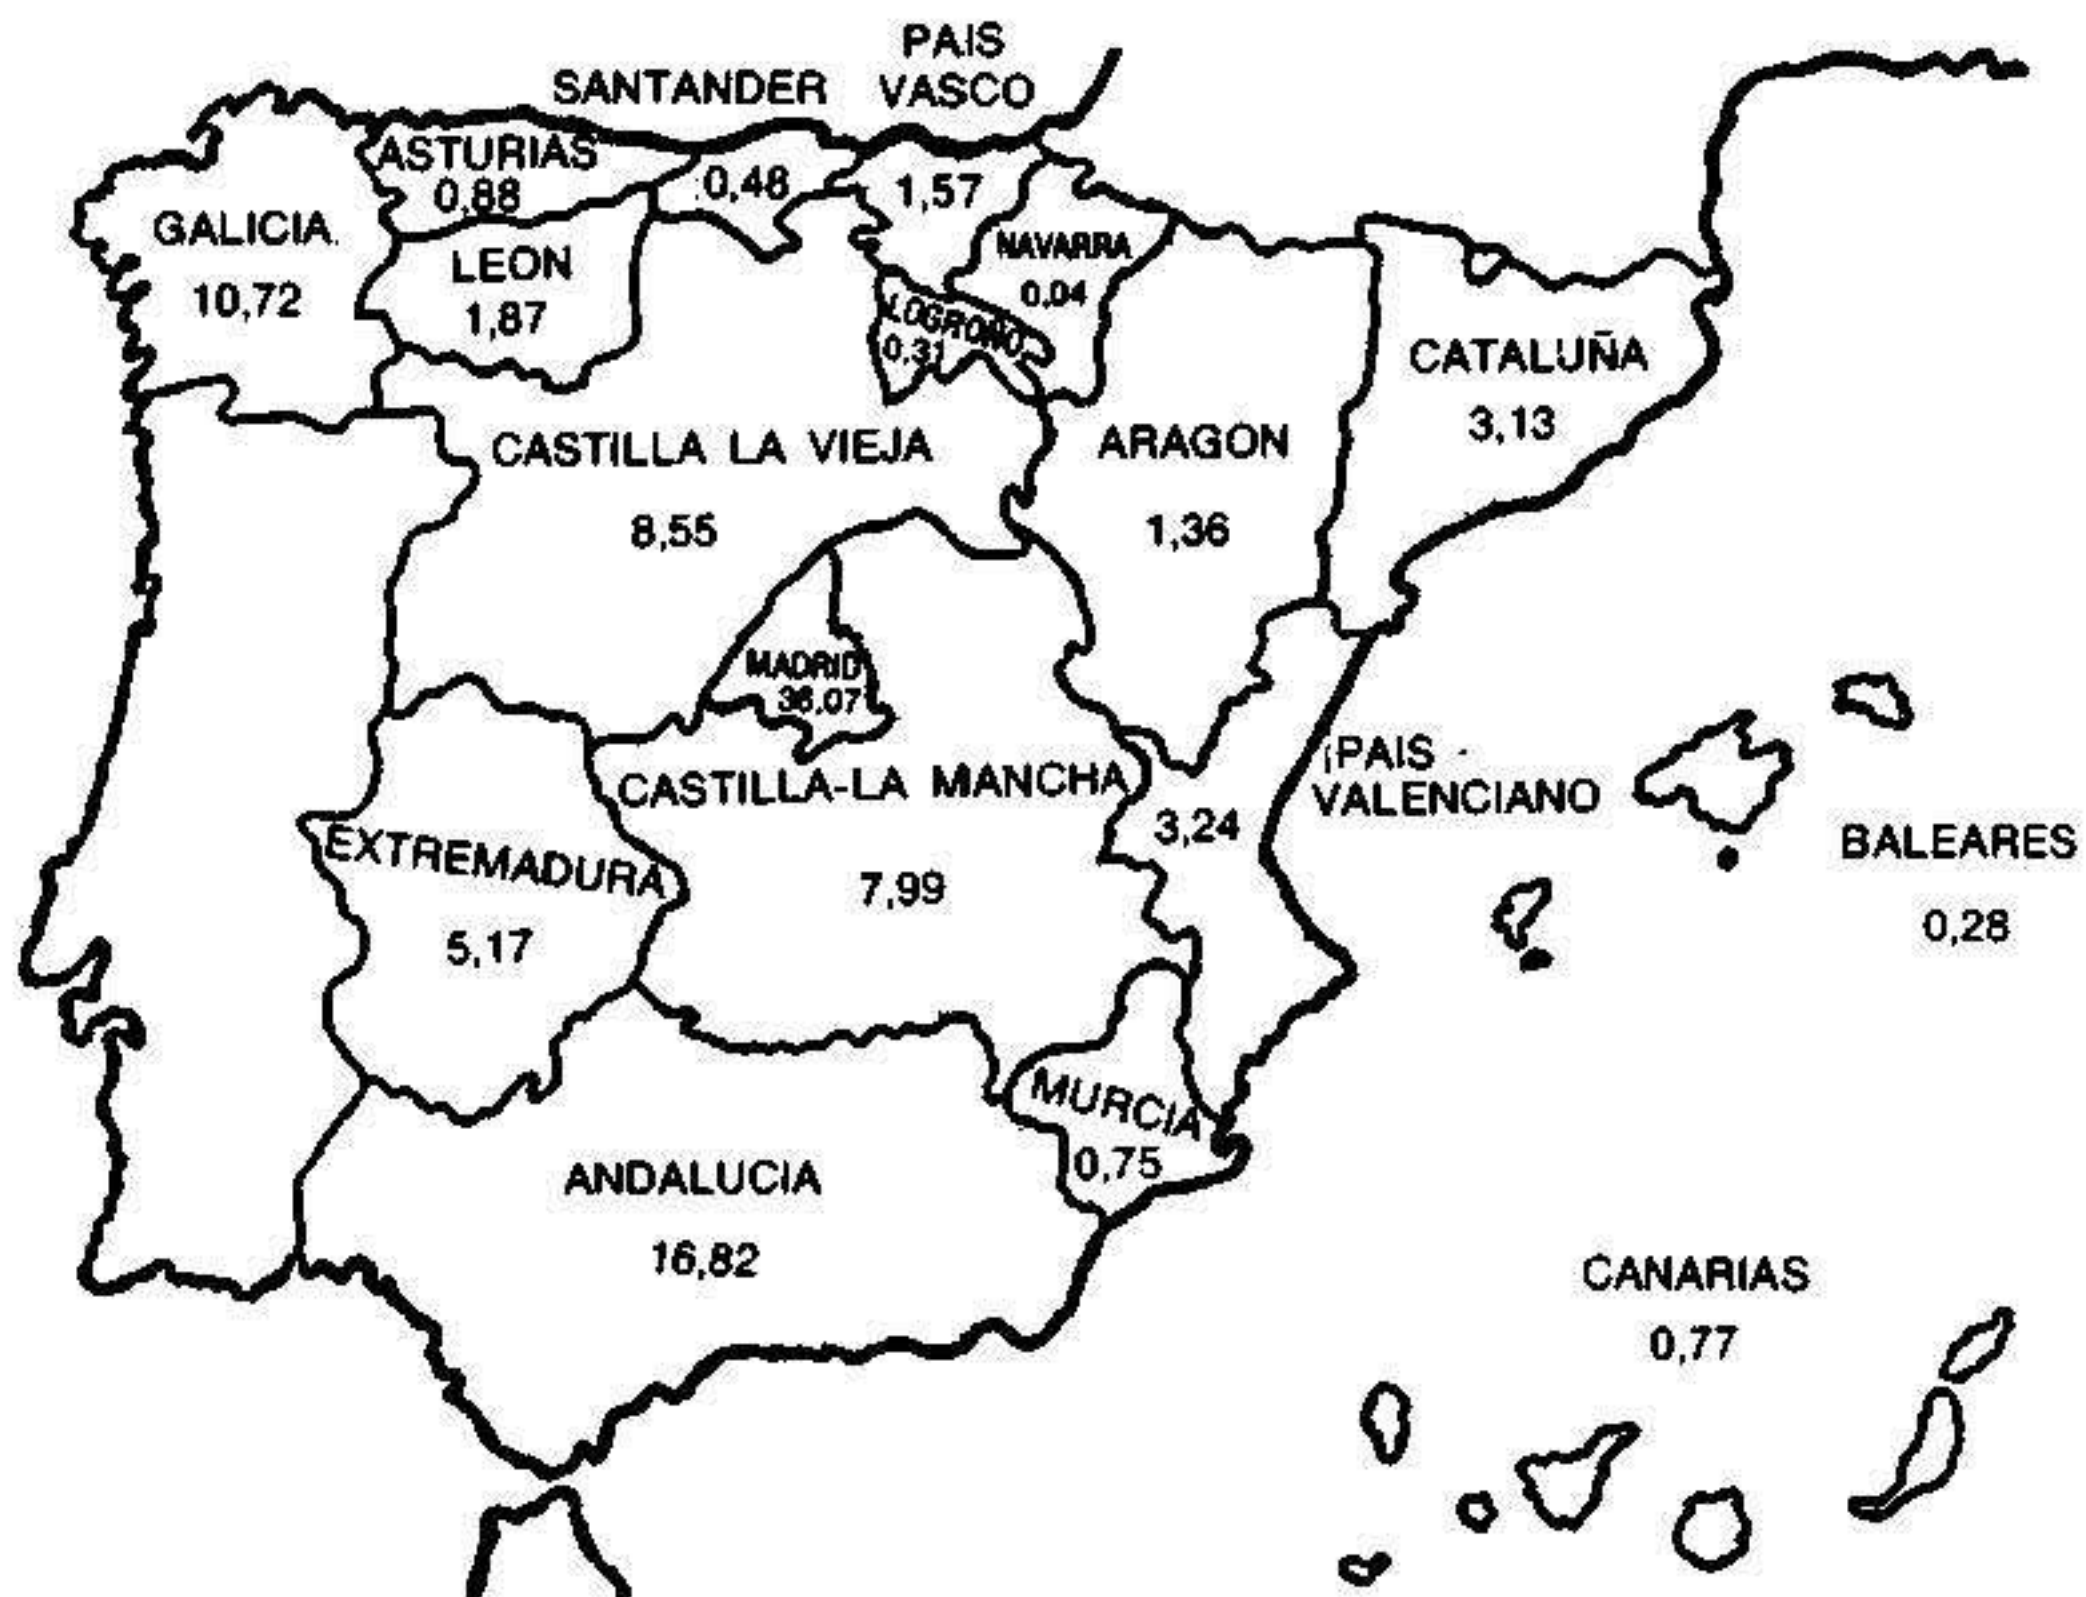 PAIS
VASCO
SANTANDER
ASTURIAS
0,88
0,48
1,57
GALICIA
10,72
LEON
1,87
NAVARRA
0,04
LOGROÑO
0,31
CATALUÑA
3,13
CASTILLA LA VIEJA
8,55
ARAGON
1,36
MADRID
36,07
PAIS
VALENCIANO
3,24
CASTILLA-LA MANCHA
7,99
EXTREMADURA
5,17
BALEARES
0,28
MURCIA
0,75
ANDALUCIA
16,82
CANARIAS
0,77